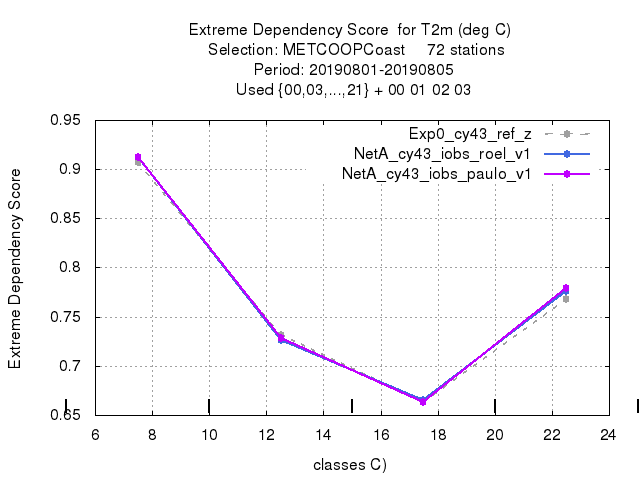 Extreme Dependency Score  for T2m (deg C)
Selection: METCOOPCoast    72 stations
Period: 20190801-20190805
Used {00,03,...,21} + 00 01 02 03
Exp0_cy43_ref_z
NetA_cy43_iobs_roel_v1
NetA_cy43_iobs_paulo_v1
Extreme Dependency Score
0.95
0.9
0.85
0.8
0.75
0.7
0.65
6 8 10 12 14 16 18 20 22 24
classes C)